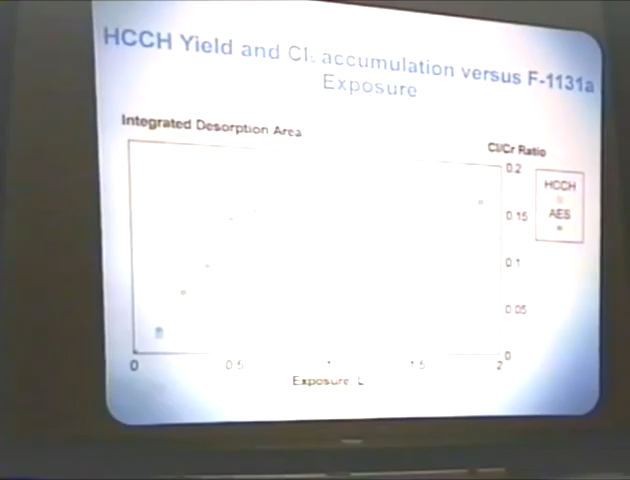 HCCH Yield and Cl accumulation versus F-1131a
Exposure
Integrated Desorption Area
Cl/Cr Ratio
0.2
HCCH
AES
0.15
0.1
0.05
0
0
0.5
1.5
2
Exposure, L